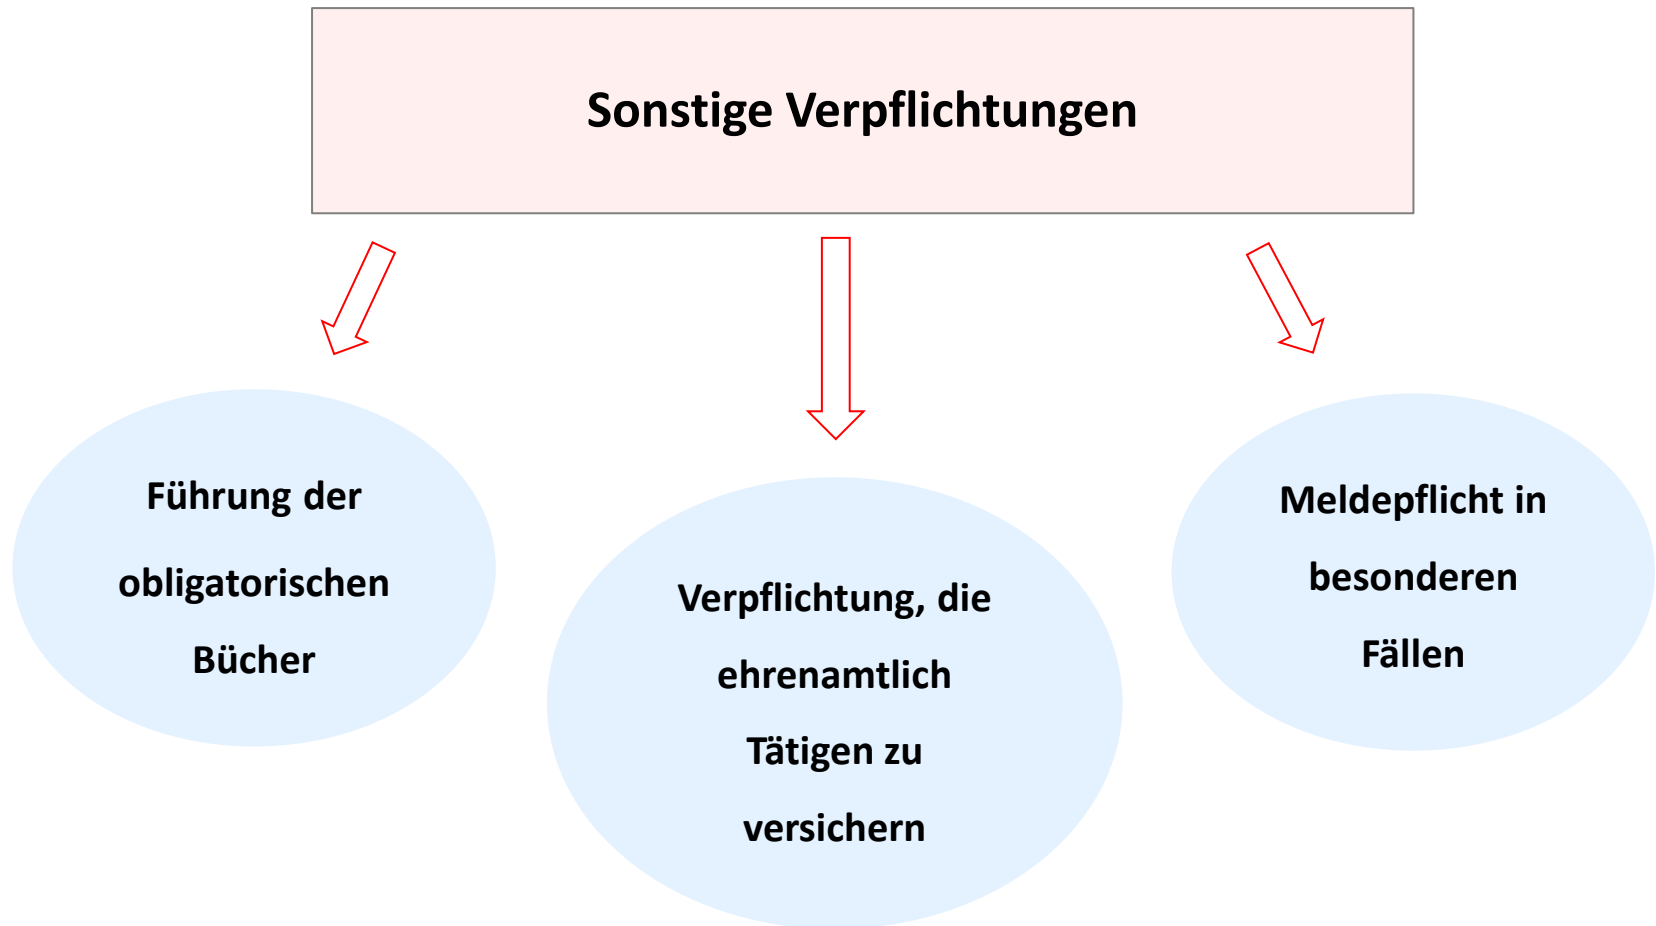 Sonstige Verpflichtungen
Führung der
obligatorischen
Bücher
Verpflichtung, die
ehrenamtlich
Tätigen zu
versichern
Meldepflicht in
besonderen
Fällen